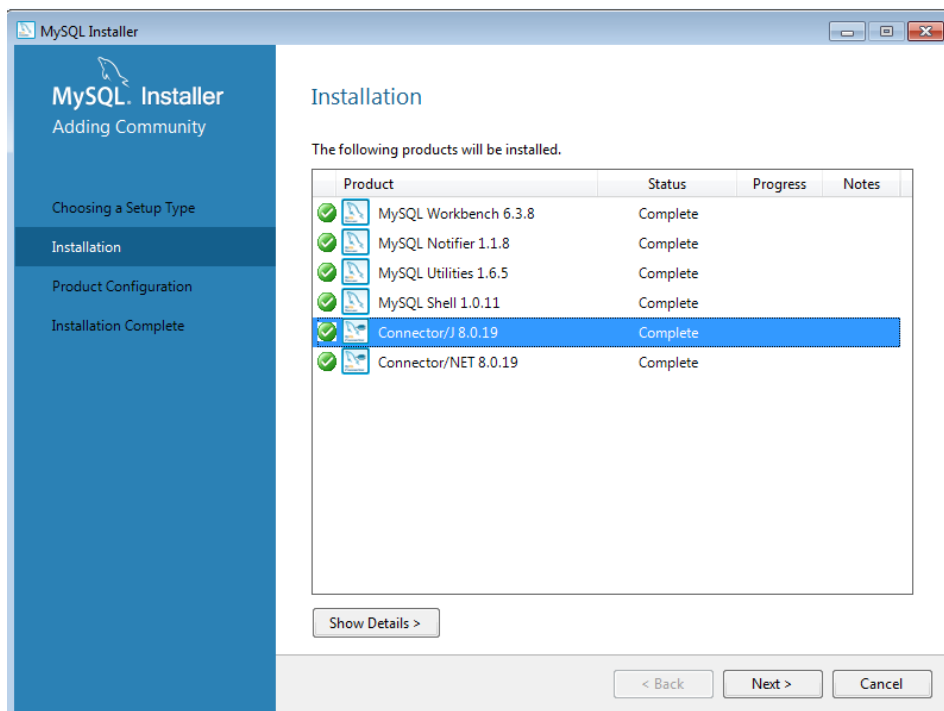 MySQL Installer
MySQL. Installer
Adding Community
Choosing a Setup Type
Installation
Product Configuration
Installation Complete
Installation
The following products will be installed.
Product Status Progress Notes
MySQL Workbench 6.3.8 Complete
MySQL Notifier 1.1.8 Complete
MySQL Utilities 1.6.5 Complete
MySQL Shell 1.0.11 Complete
Connector/J 8.0.19 Complete
Connector/NET 8.0.19 Complete
Show Details >
< Back Next > Cancel